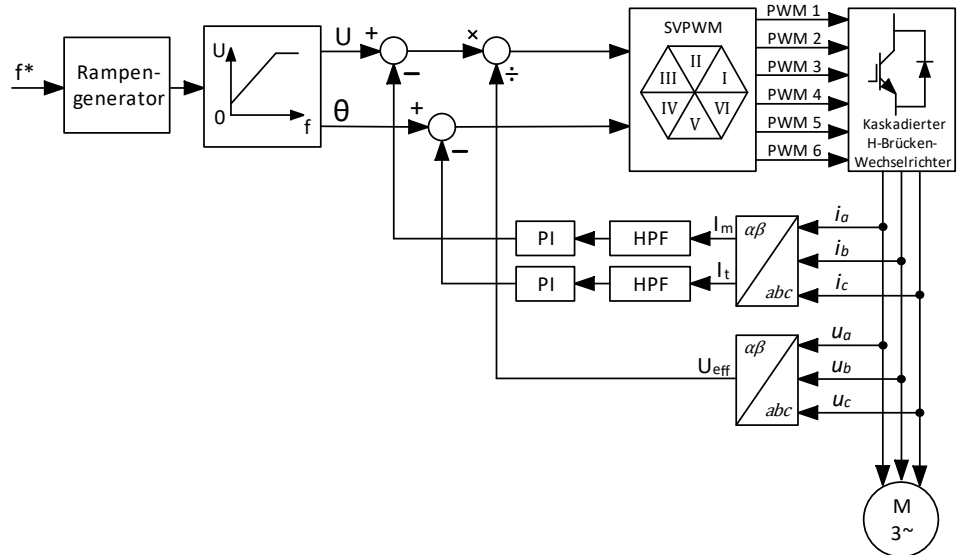 f*
Rampen-
generator
U
0
f
U
+
−
×
÷
θ
+
−
SVPWM
III
II
I
IV
V
VI
PWM 1
PWM 2
PWM 3
PWM 4
PWM 5
PWM 6
Kaskadierter
H-Brücken-
Wechselrichter
PI
HPF
Im
PI
HPF
It
αβ
abc
ia
ib
ic
Ueff
αβ
abc
ua
ub
uc
M
3~